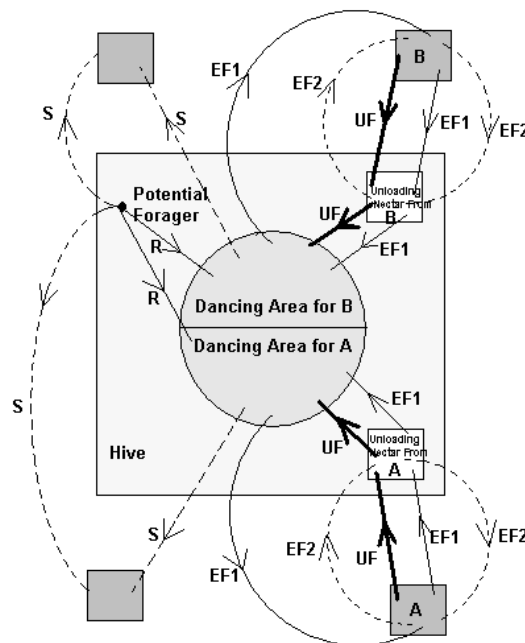 B
EF1
EF2
S
S
UF
EF1
EF2
Potential
Forager
Unloading
Nectar From
B
UF
EF1
R
R
Dancing Area for B
Dancing Area for A
S
EF1
UF
Unloading
Nectar From
A
Hive
S
EF1
EF2
UF
EF1
EF2
A